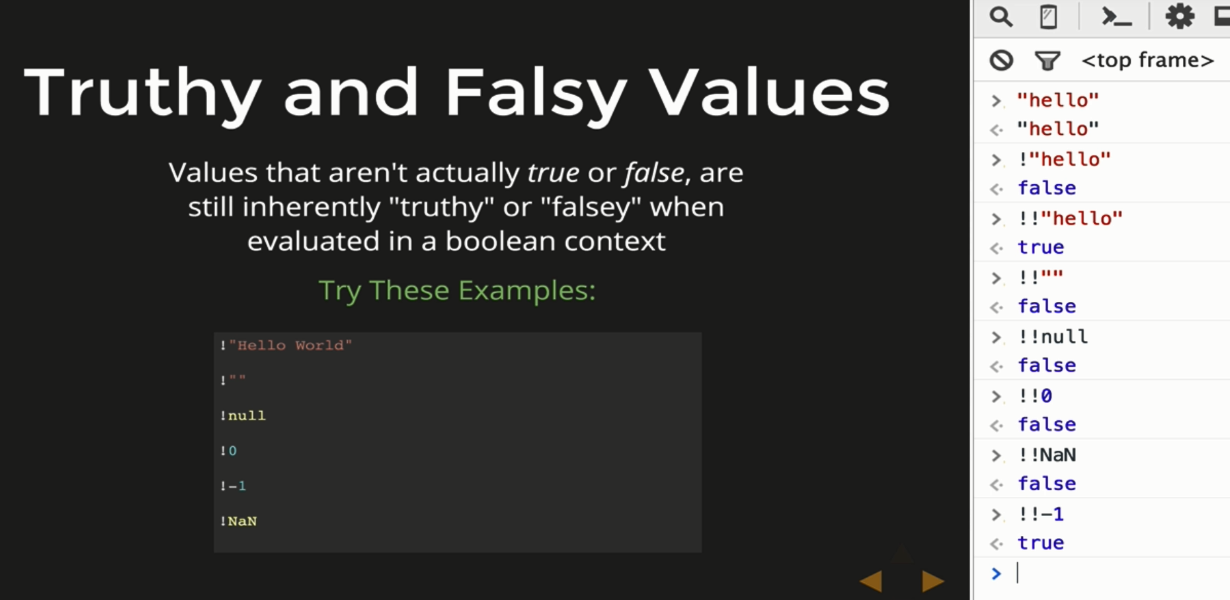 Truthy and Falsy Values
Values that aren't actually true or false, are
still inherently "truthy" or "falsey" when
evaluated in a boolean context
Try These Examples:
!"Hello World"
!""
!null
!0
!-1
!NaN
<top frame>
> "hello"
< "hello"
> !"hello"
< false
> !!"hello"
< true
> !!""
< false
> !!null
< false
> !!0
< false
> !!NaN
< false
> !!-1
< true
>